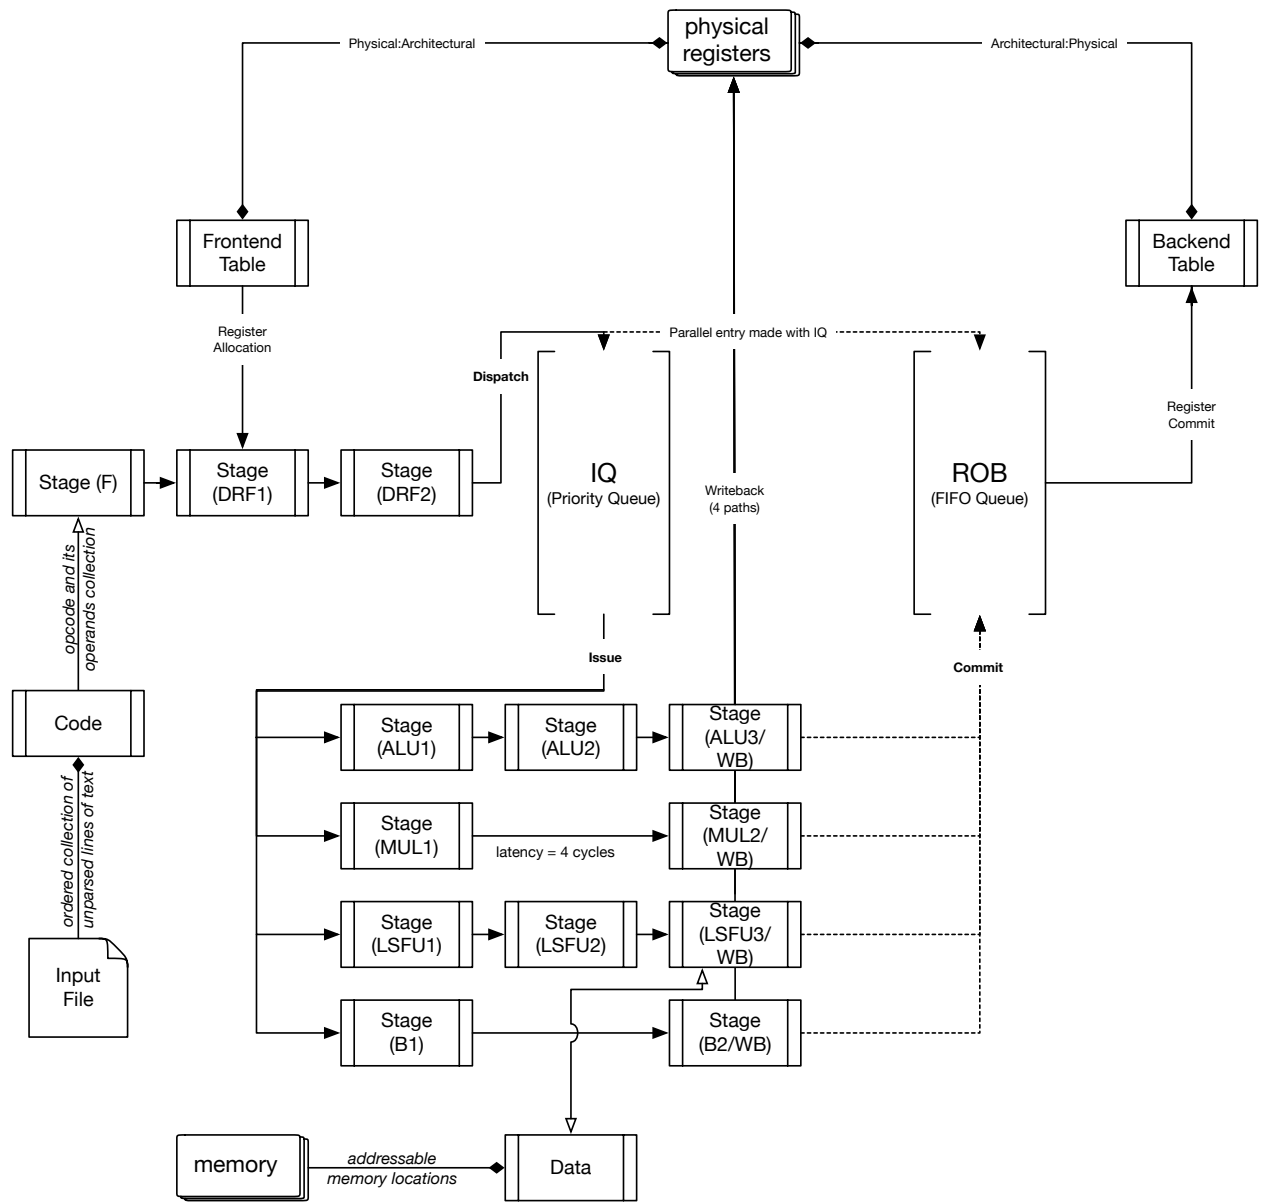 physical
registers
Physical:Architectural
Architectural:Physical
Frontend
Table
Backend
Table
Register
Allocation
Parallel entry made with IQ
Dispatch
Register
Commit
Stage (F)
Stage
(DRF1)
Stage
(DRF2)
IQ
(Priority Queue)
Writeback
(4 paths)
ROB
(FIFO Queue)
opcode and its
operands collection
Issue
Commit
Code
Stage
(ALU1)
Stage
(ALU2)
Stage
(ALU3/
WB)
ordered collection of
unparsed lines of text
Stage
(MUL1)
latency = 4 cycles
Stage
(MUL2/
WB)
Stage
(LSFU1)
Stage
(LSFU2)
Stage
(LSFU3/
WB)
Input
File
Stage
(B1)
Stage
(B2/WB)
memory
addressable
memory locations
Data